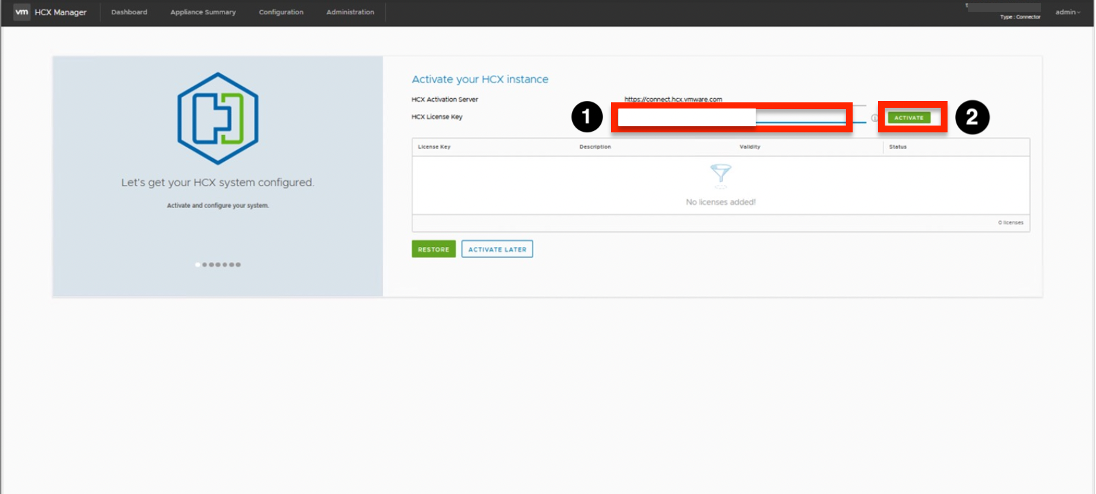 vm HCX Manager Dashboard Appliance Summary Configuration Administration admin
Type : Connector
Activate your HCX instance
HCX Activation Server https://connect.hcx.vmware.com
HCX License Key 1 ACTIVATE 2
License Key Description Validity Status
No licenses added!
0 licenses
RESTORE ACTIVATE LATER
Let's get your HCX system configured.
Activate and configure your system.